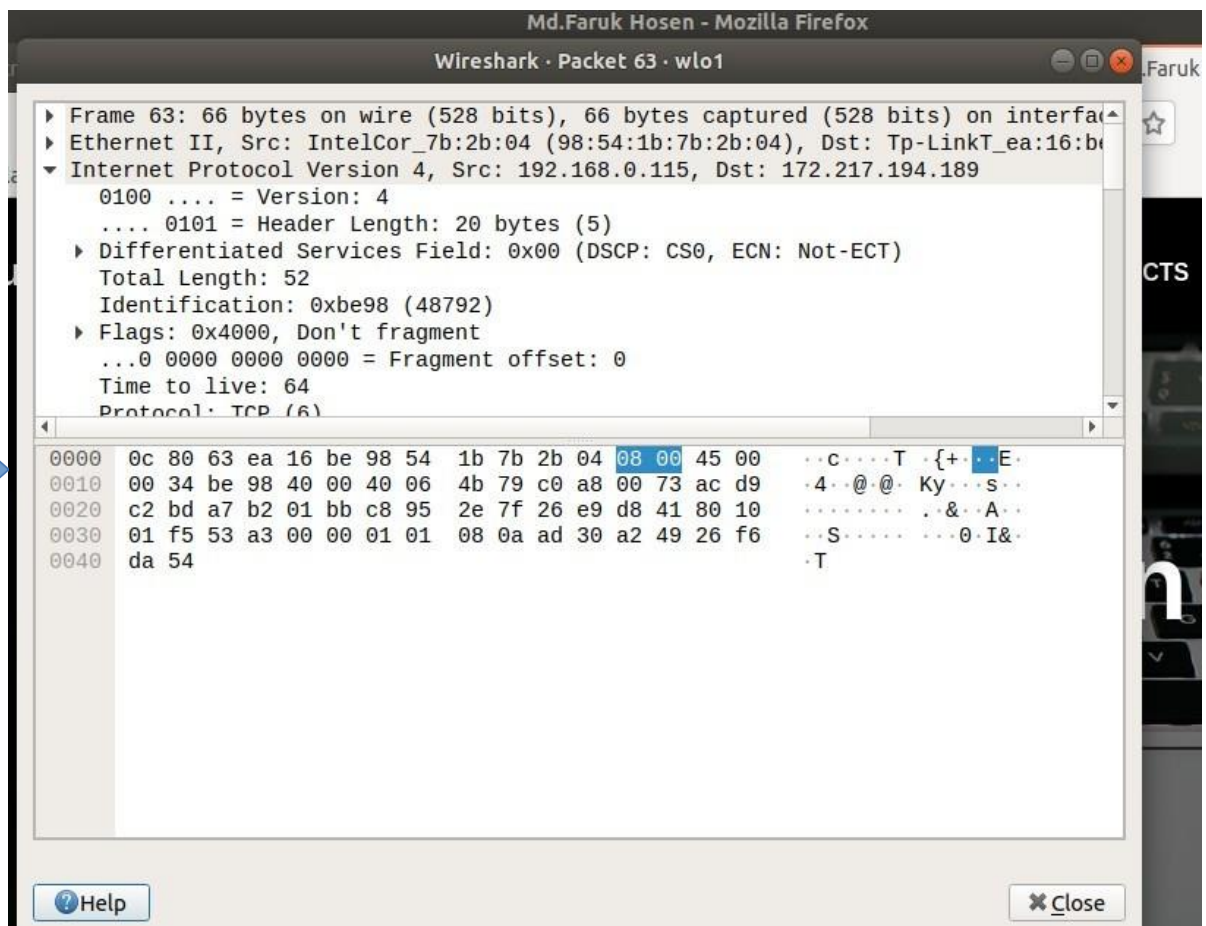 Md.Faruk Hosen - Mozilla Firefox
Wireshark · Packet 63 · wlo1
.Faruk
Frame 63: 66 bytes on wire (528 bits), 66 bytes captured (528 bits) on interfac
Ethernet II, Src: IntelCor_7b:2b:04 (98:54:1b:7b:2b:04), Dst: Tp-LinkT_ea:16:be
Internet Protocol Version 4, Src: 192.168.0.115, Dst: 172.217.194.189
0100 .... = Version: 4
.... 0101 = Header Length: 20 bytes (5)
Differentiated Services Field: 0x00 (DSCP: CS0, ECN: Not-ECT)
CTS
Total Length: 52
Identification: 0xbe98 (48792)
Flags: 0x4000, Don't fragment
...0 0000 0000 0000 = Fragment offset: 0
Time to live: 64
Protocol: TCP (6)
0000 0c 80 63 ea 16 be 98 54 1b 7b 2b 04 08 00 45 00 ··c····T ·{+···E·
0010 00 34 be 98 40 00 40 06 4b 79 c0 a8 00 73 ac d9 ·4··@·@· Ky···s··
0020 c2 bd a7 b2 01 bb c8 95 2e 7f 26 e9 d8 41 80 10 ········ .·&··A··
0030 01 f5 53 a3 00 00 01 01 08 0a ad 30 a2 49 26 f6 ··S····· ···0·I&·
0040 da 54 ·T
n
Help
Close